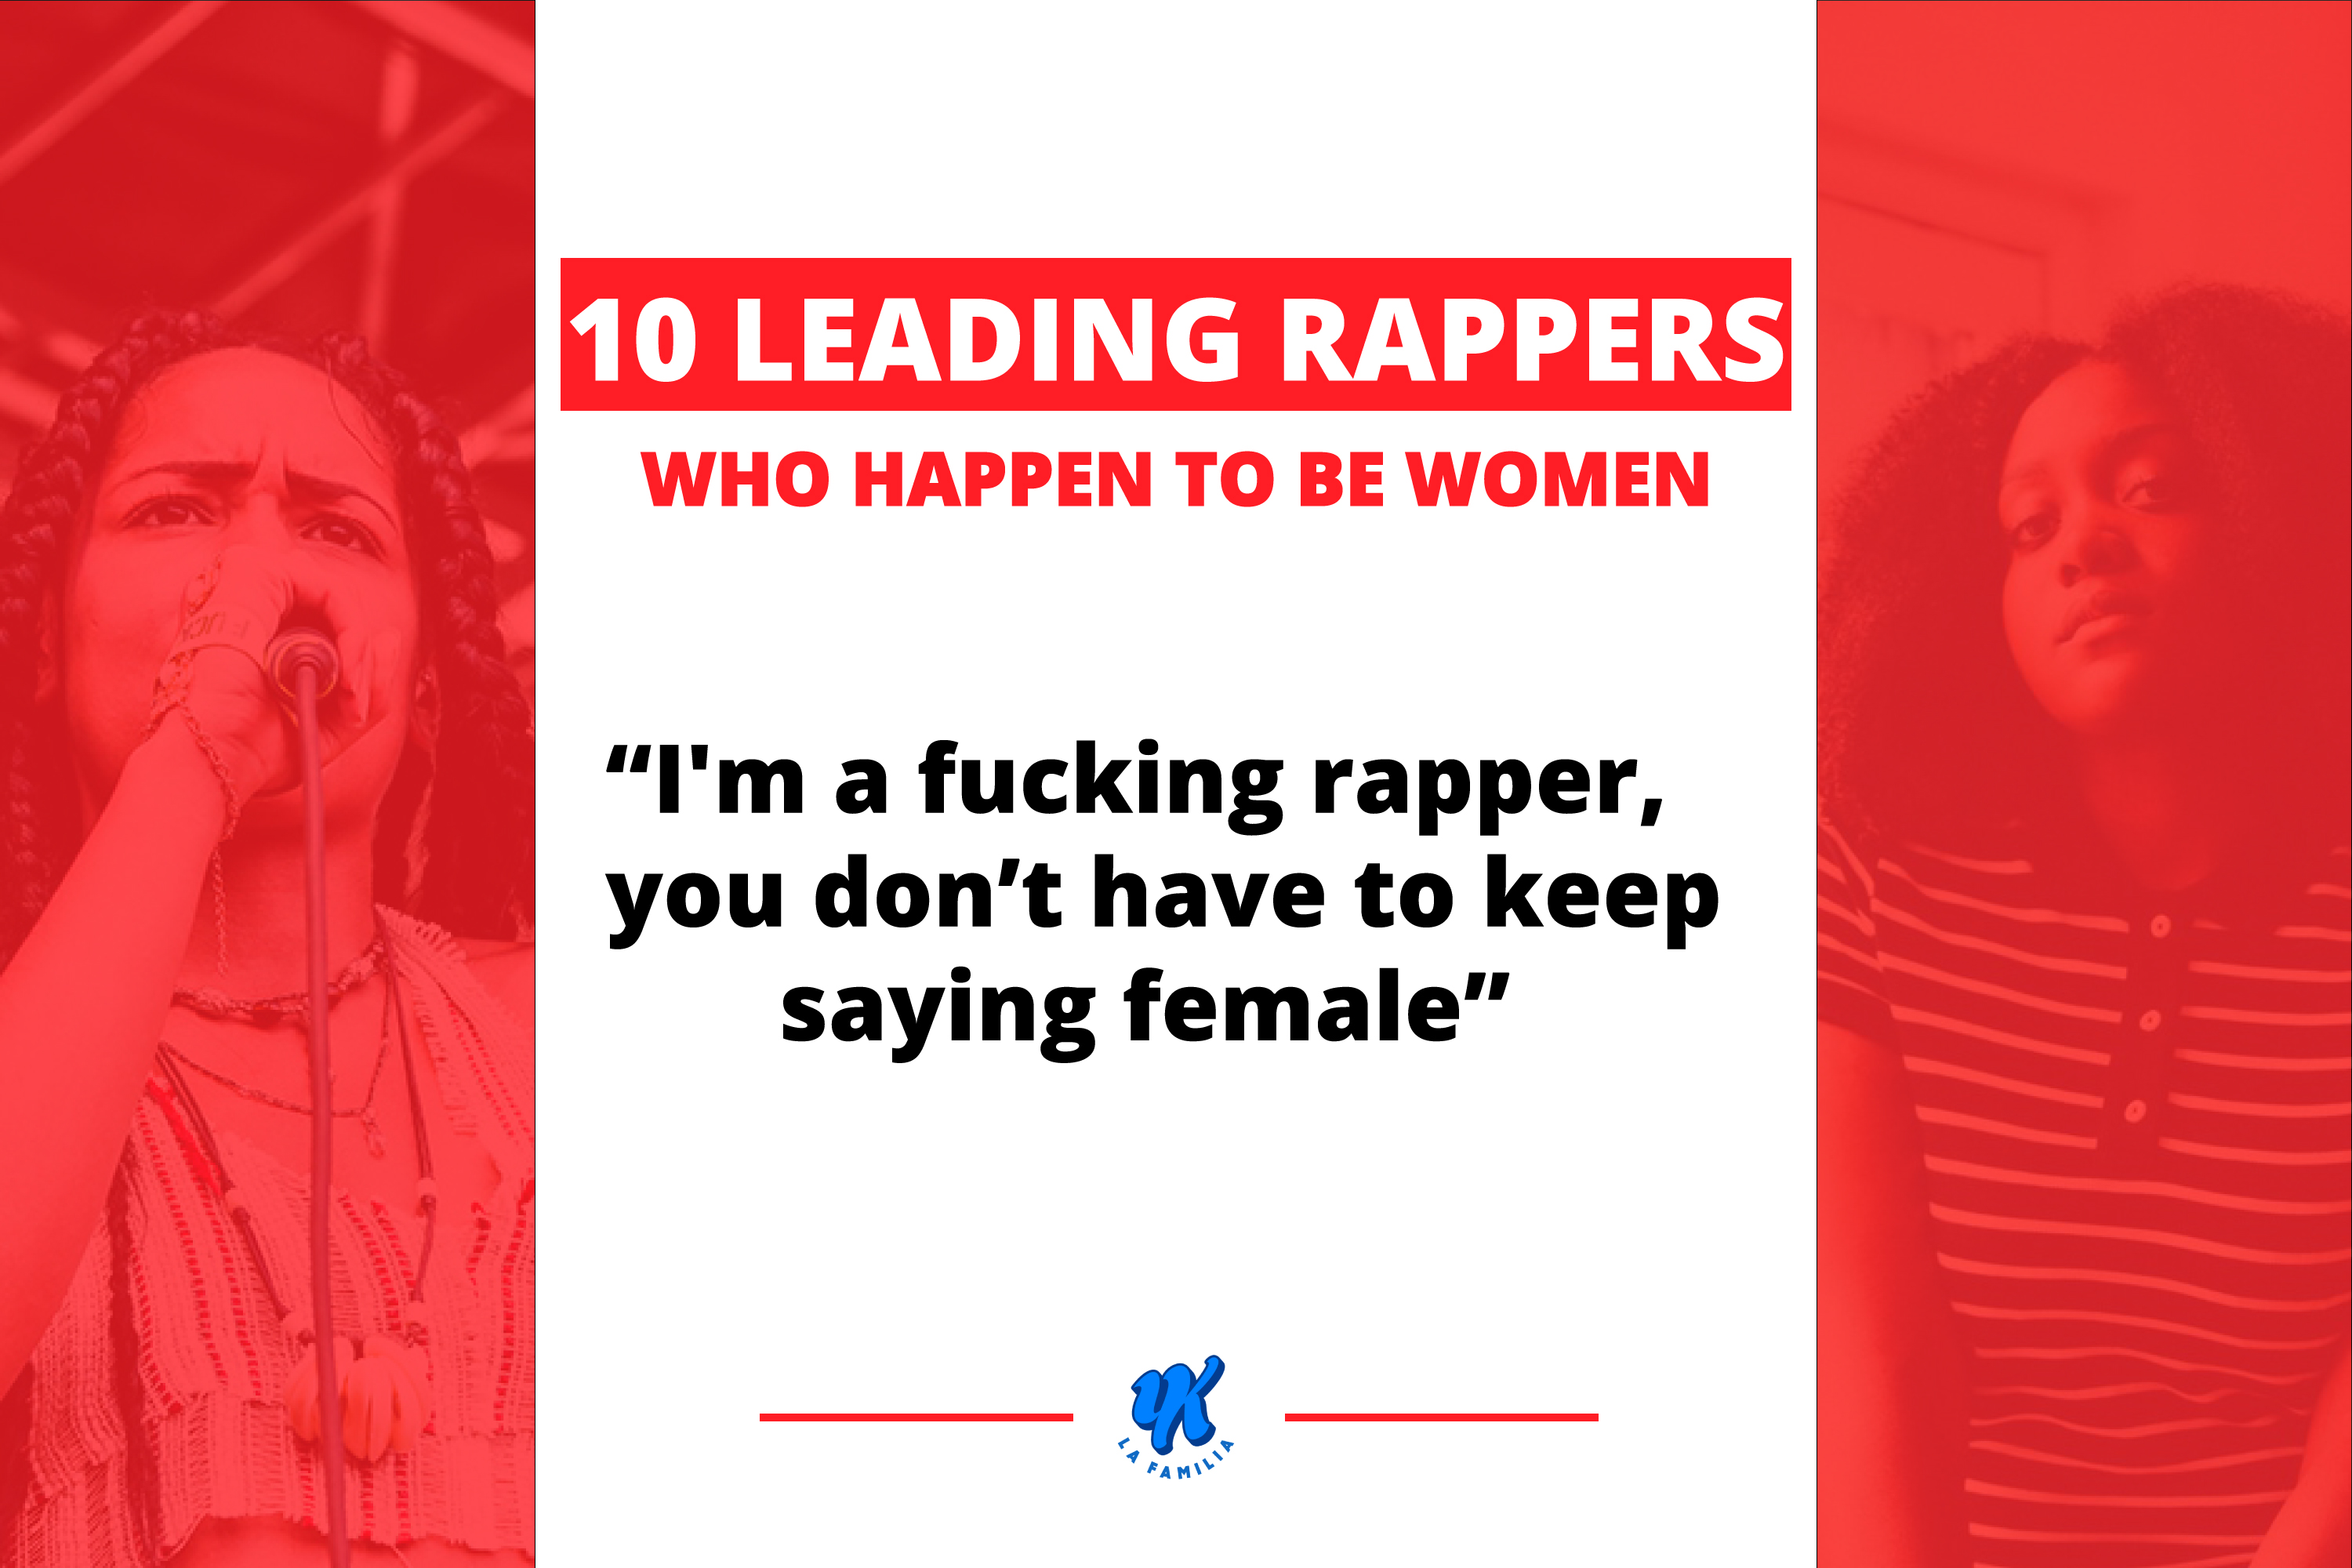 10 LEADING RAPPERS
WHO HAPPEN TO BE WOMEN
“I'm a fucking rapper,
you don’t have to keep
saying female”
YK
LA FAMILIA